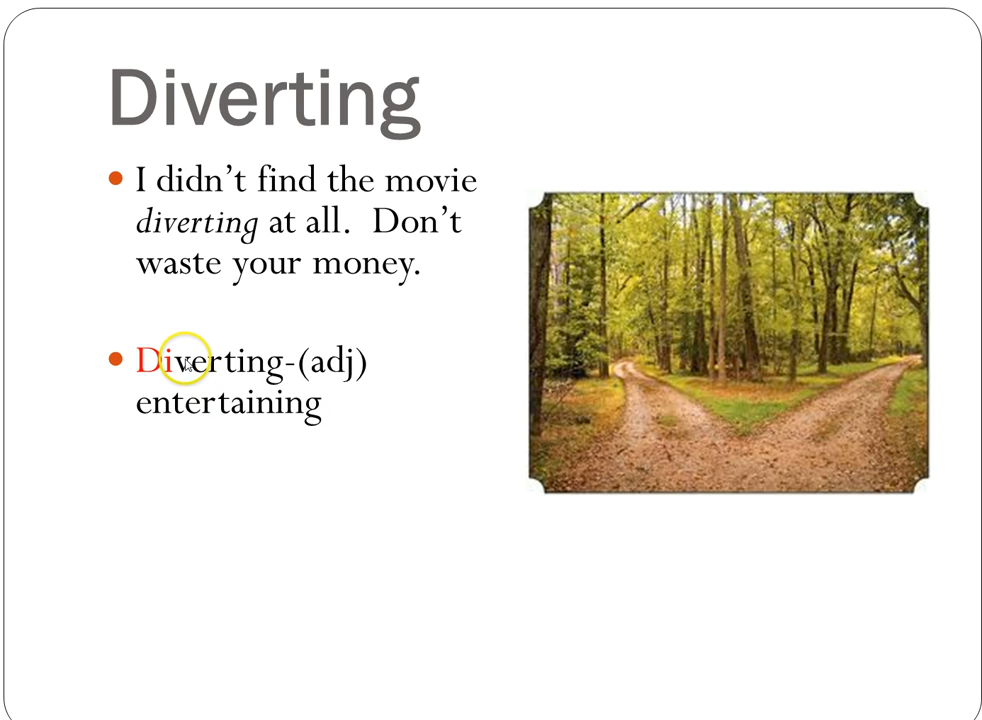 Diverting
I didn’t find the movie
diverting at all.  Don’t
waste your money.
Diverting-(adj)
entertaining